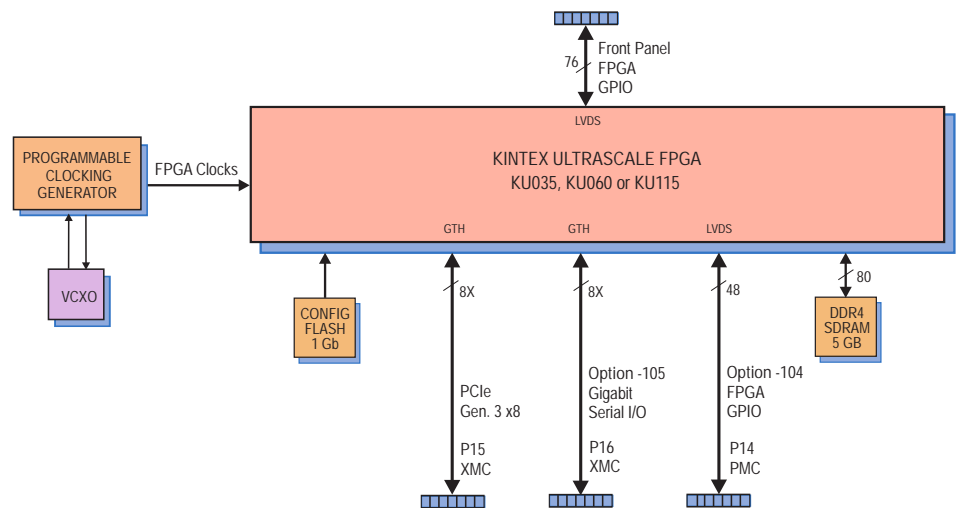 76
Front Panel
FPGA
GPIO
LVDS
KINTEX ULTRASCALE FPGA
KU035, KU060 or KU115
PROGRAMMABLE
CLOCKING
GENERATOR
FPGA Clocks
GTH
GTH
LVDS
VCXO
CONFIG
FLASH
1 Gb
8X
8X
48
80
DDR4
SDRAM
5 GB
PCIe
Gen. 3 x8
P15
XMC
Option -105
Gigabit
Serial I/O
P16
XMC
Option -104
FPGA
GPIO
P14
PMC